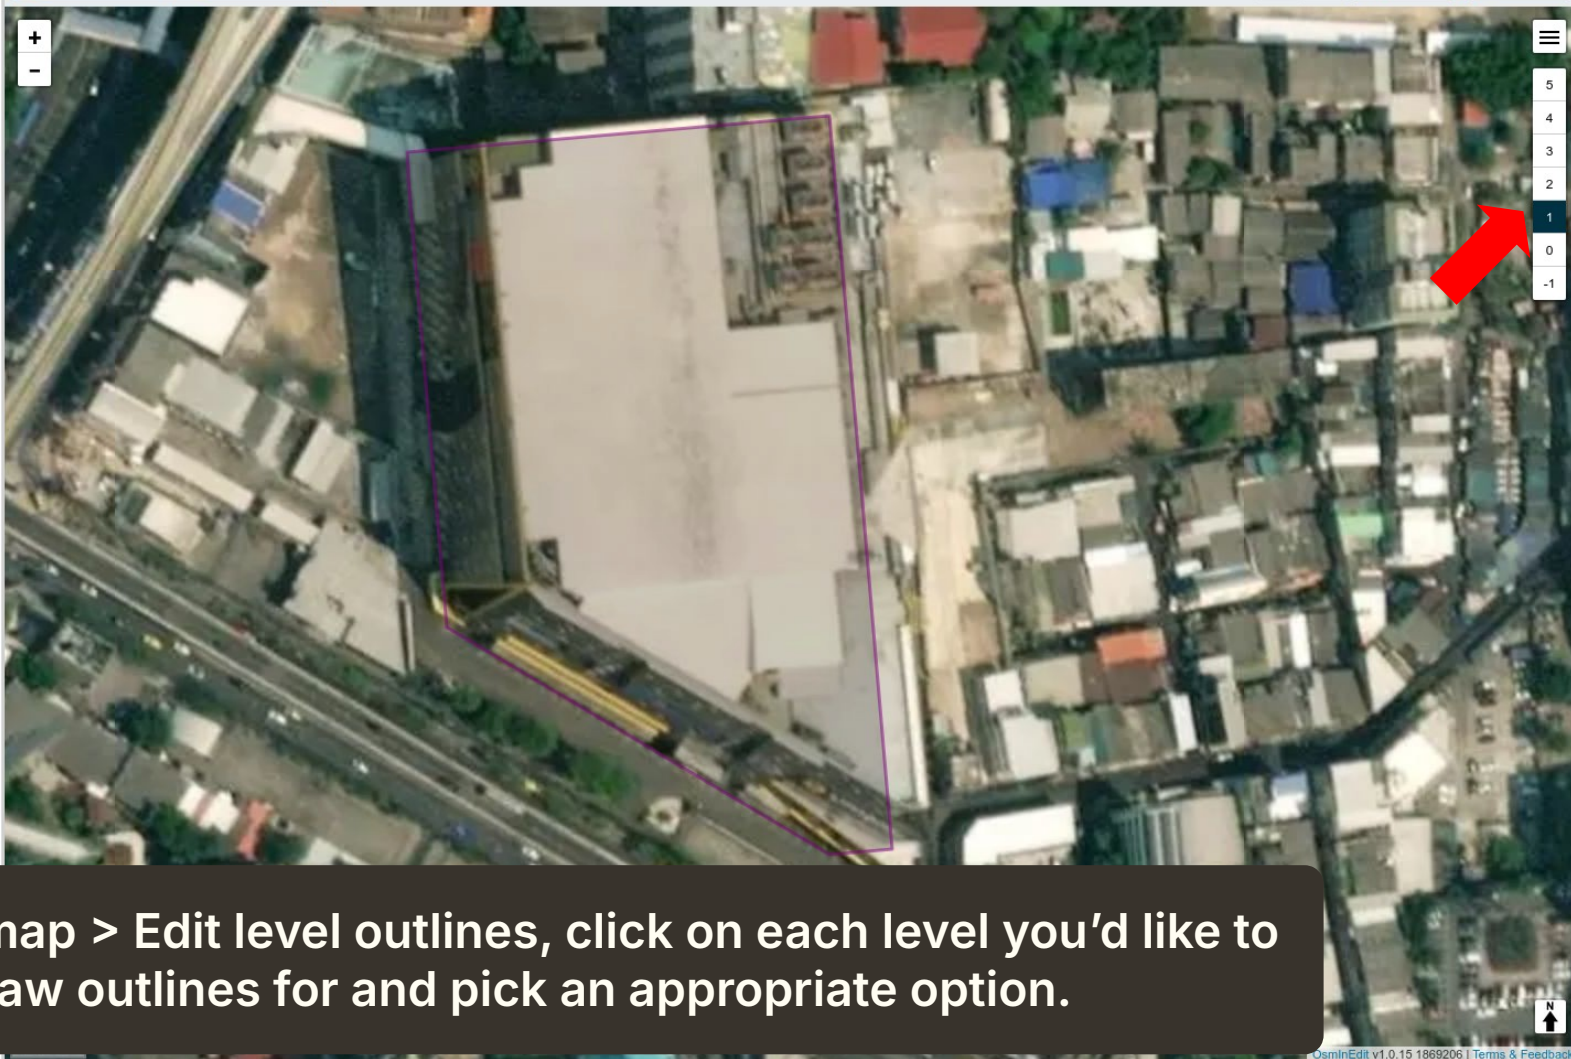 +
-
5
4
3
2
1
0
-1
map > Edit level outlines, click on each level you’d like to
aw outlines for and pick an appropriate option.
N
OsmInEdit v1.0.15 1869206 | Terms & Feedback